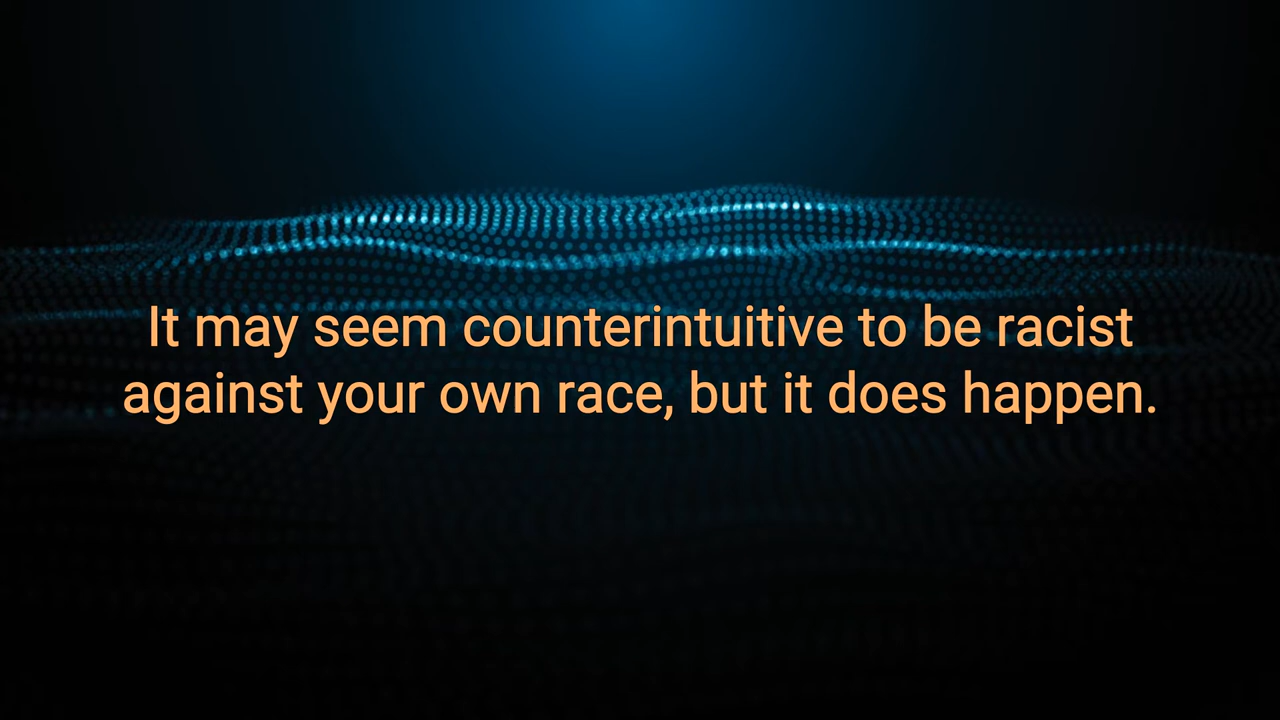 It may seem counterintuitive to be racist
against your own race, but it does happen.